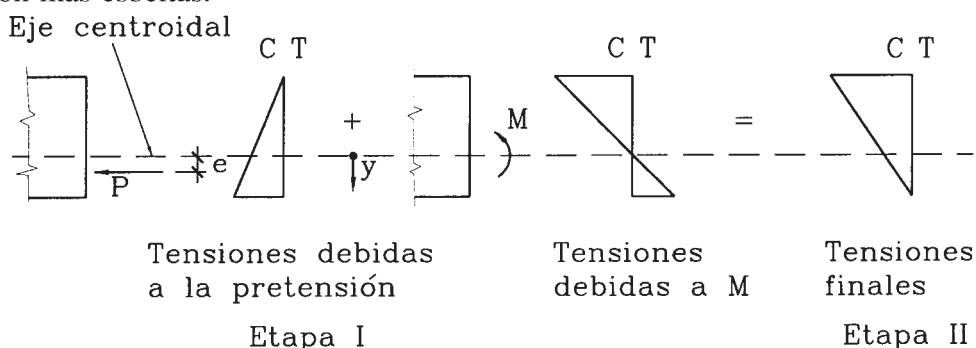 Eje centroidal
C T
C T
C T
+
M
=
e
y
P
Tensiones debidas
a la pretensión
Tensiones
debidas a M
Tensiones
finales
Etapa I
Etapa II